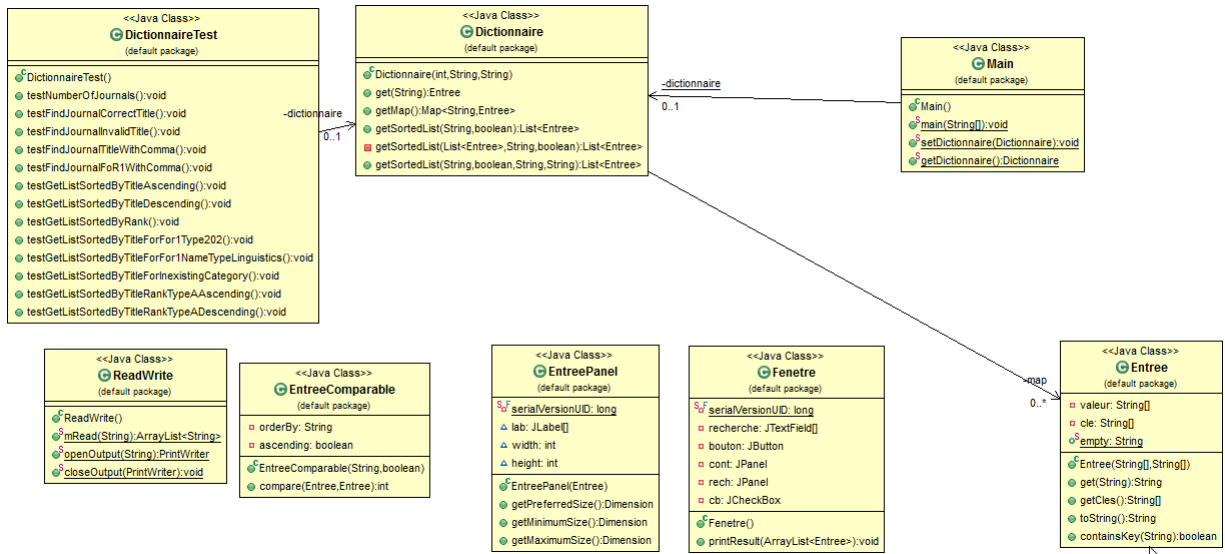 <<Java Class>>
DictionnaireTest
(default package)
DictionnaireTest()
testNumberOfJournals():void
testFindJournalCorrectTitle():void
testFindJournalInvalidTitle():void
testFindJournalTitleWithComma():void
testFindJournalFoR1WithComma():void
testGetListSortedByTitleAscending():void
testGetListSortedByTitleDescending():void
testGetListSortedByRank():void
testGetListSortedByTitleForFor1Type202():void
testGetListSortedByTitleForFor1NameTypeLinguistics():void
testGetListSortedByTitleForInexistingCategory():void
testGetListSortedByTitleRankTypeAAscending():void
testGetListSortedByTitleRankTypeADescending():void
-dictionnaire
0..1
<<Java Class>>
Dictionnaire
(default package)
Dictionnaire(int,String,String)
get(String):Entree
getMap():Map<String,Entree>
getSortedList(String,boolean):List<Entree>
getSortedList(List<Entree>,String,boolean):List<Entree>
getSortedList(String,boolean,String,String):List<Entree>
-dictionnaire
0..1
<<Java Class>>
Main
(default package)
Main()
main(String[]):void
setDictionnaire(Dictionnaire):void
getDictionnaire():Dictionnaire
<<Java Class>>
ReadWrite
(default package)
ReadWrite()
mRead(String):ArrayList<String>
openOutput(String):PrintWriter
closeOutput(PrintWriter):void
<<Java Class>>
EntreeComparable
(default package)
orderBy: String
ascending: boolean
EntreeComparable(String,boolean)
compare(Entree,Entree):int
<<Java Class>>
EntreePanel
(default package)
serialVersionUID: long
lab: JLabel[]
width: int
height: int
EntreePanel(Entree)
getPreferredSize():Dimension
getMinimumSize():Dimension
getMaximumSize():Dimension
<<Java Class>>
Fenetre
(default package)
serialVersionUID: long
recherche: JTextField[]
bouton: JButton
cont: JPanel
rech: JPanel
cb: JCheckBox
Fenetre()
printResult(ArrayList<Entree>):void
-map
0..*
<<Java Class>>
Entree
(default package)
valeur: String[]
cle: String[]
empty: String
Entree(String[],String[])
get(String):String
getCles():String[]
toString():String
containsKey(String):boolean